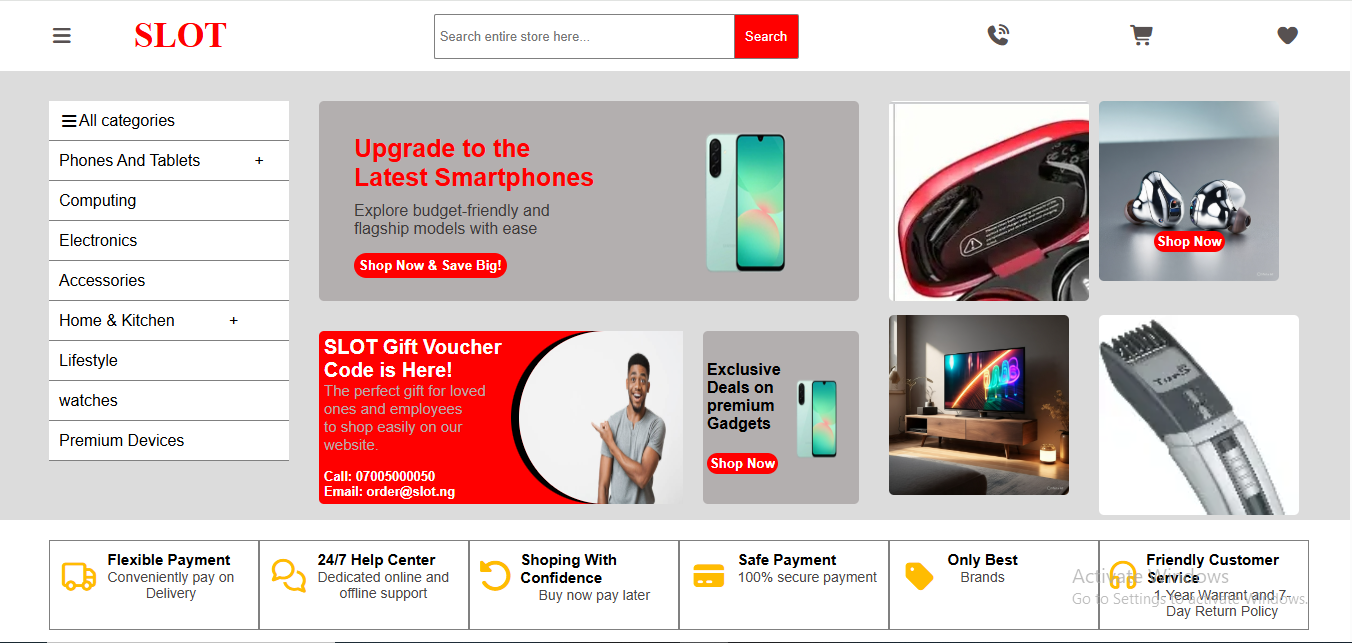 SLOT
Search entire store here...
Search
All categories
Phones And Tablets +
Computing
Electronics
Accessories
Home & Kitchen +
Lifestyle
watches
Premium Devices
Upgrade to the
Latest Smartphones
Explore budget-friendly and
flagship models with ease
Shop Now & Save Big!
Shop Now
SLOT Gift Voucher
Code is Here!
The perfect gift for loved
ones and employees
to shop easily on our
website.
Call: 07005000050
Email: order@slot.ng
Exclusive
Deals on
premium
Gadgets
Shop Now
Flexible Payment
Conveniently pay on
Delivery
24/7 Help Center
Dedicated online and
offline support
Shoping With
Confidence
Buy now pay later
Safe Payment
100% secure payment
Only Best
Brands
Friendly Customer
Service
1-Year Warrant and 7-
Day Return Policy
Activate Windows
Go to Settings to activate Windows.